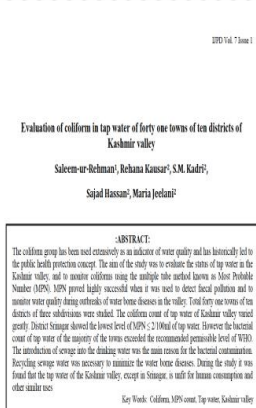 IJPD Vol. 7 Issue 1
Evaluation of coliform in tap water of forty one towns of ten districts of
Kashmir valley
Saleem-ur-Rehman¹, Rehana Kausar², S.M. Kadri²,
Sajad Hassan², Maria Jeelani²
:ABSTRACT:
The coliform group has been used extensively as an indicator of water quality and has historically led to
the public health protection concept. The aim of the study was to evaluate the status of tap water in the
Kashmir valley, and to monitor coliforms using the multiple tube method known as Most Probable
Number (MPN). MPN proved highly successful when it was used to detect faecal pollution and to
monitor water quality during outbreaks of water borne diseases in the valley. Total forty one towns of ten
districts of three subdivisions were studied. The coliform count of tap water of Kashmir valley varied
greatly. District Srinagar showed the lowest level of MPN ≤ 2/100ml of tap water. However the bacterial
count of tap water of the majority of the towns exceeded the recommended permissible level of WHO.
The introduction of sewage into the drinking water was the main reason for the bacterial contamination.
Recycling sewage water was necessary to minimize the water borne diseases. During the study it was
found that the tap water of the Kashmir valley, except in Srinagar, is unfit for human consumption and
other similar uses
Key Words: Coliform, MPN count, Tap water, Kashmir valley